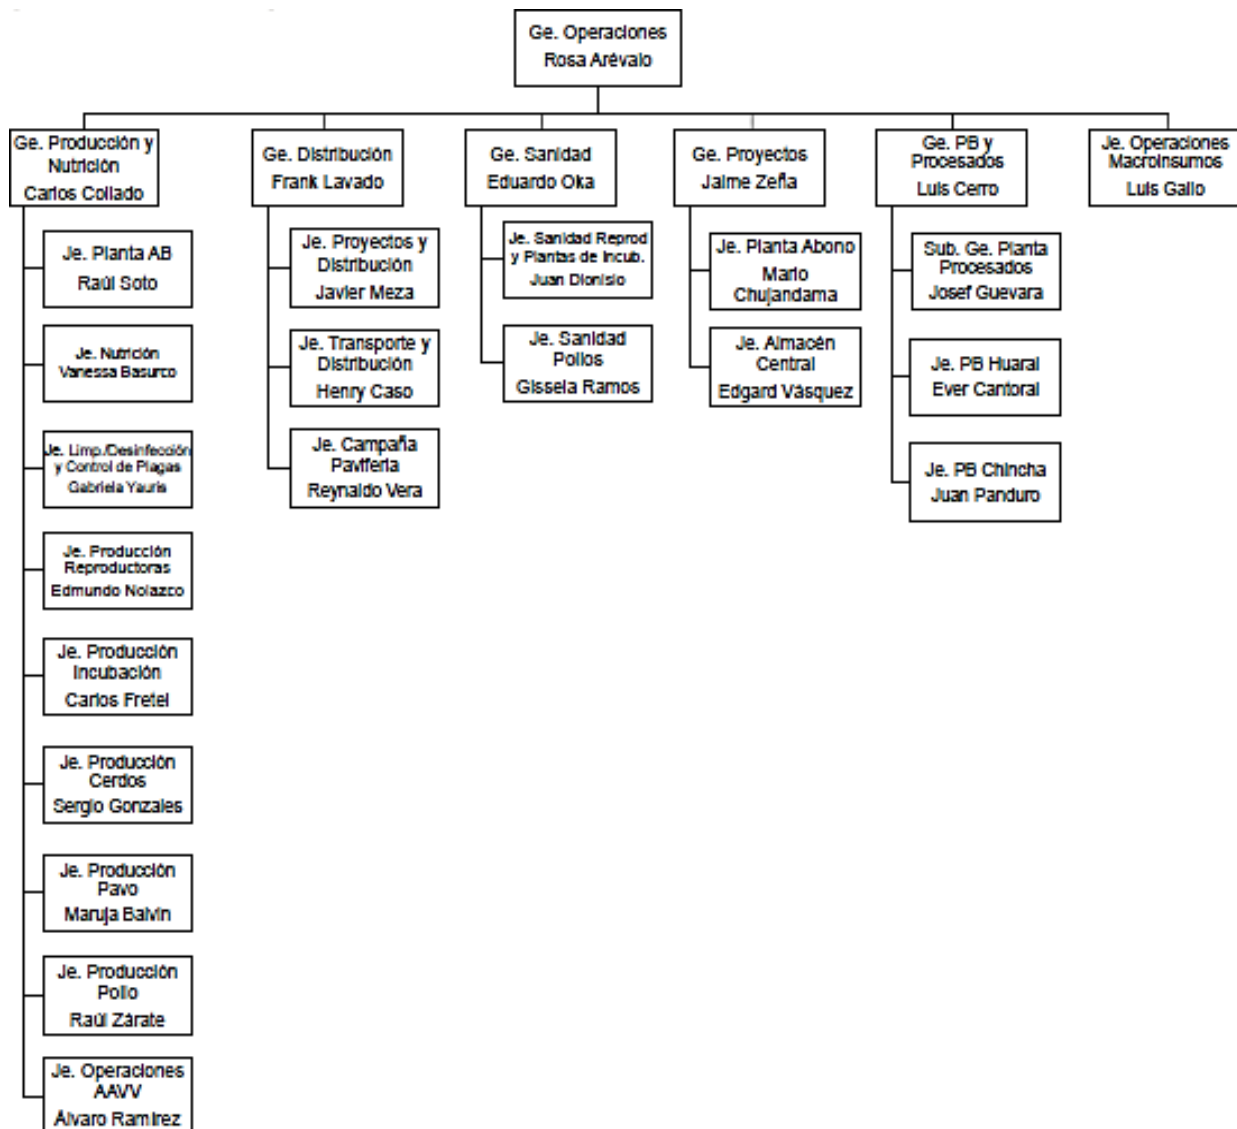 Ge. Operaciones
Rosa Arévalo
Ge. Producción y
Nutrición
Carlos Collado
Ge. Distribución
Frank Lavado
Ge. Sanidad
Eduardo Oka
Ge. Proyectos
Jaime Zeña
Ge. PB y
Procesados
Luis Cerro
Je. Operaciones
Macroinsumos
Luis Gallo
Je. Planta AB
Raúl Soto
Je. Nutrición
Vanessa Basurco
Je. Limp./Desinfección
y Control de Plagas
Gabriela Yauris
Je. Producción
Reproductoras
Edmundo Nolazco
Je. Producción
Incubación
Carlos Fretel
Je. Producción
Cerdos
Sergio Gonzales
Je. Producción
Pavo
Maruja Balvin
Je. Producción
Pollo
Raúl Zárate
Je. Operaciones
AAVV
Álvaro Ramírez
Je. Proyectos y
Distribución
Javier Meza
Je. Transporte y
Distribución
Henry Caso
Je. Campaña
Paviferia
Reynaldo Vera
Je. Sanidad Reprod
y Plantas de Incub.
Juan Dionisio
Je. Sanidad
Pollos
Gissela Ramos
Je. Planta Abono
Mario
Chujandama
Je. Almacén
Central
Edgard Vásquez
Sub. Ge. Planta
Procesados
Josef Guevara
Je. PB Huaral
Ever Cantoral
Je. PB Chincha
Juan Panduro